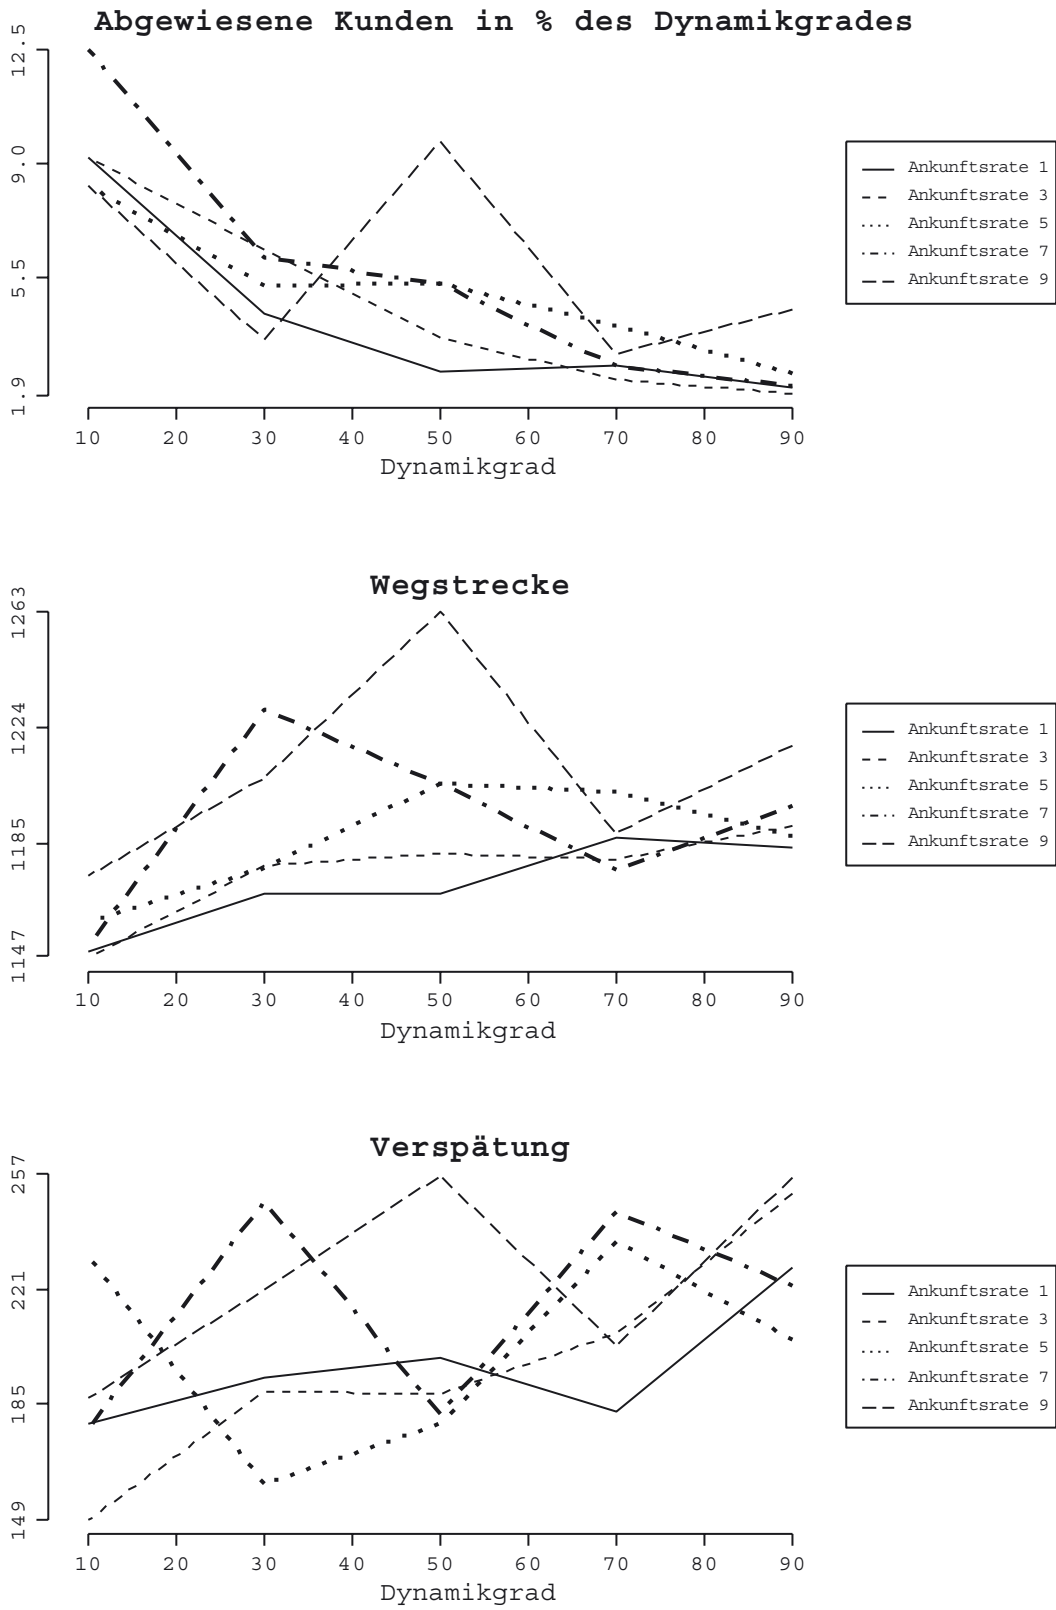 Abgewiesene Kunden in % des Dynamikgrades
12.5
9.0
5.5
1.9
10 20 30 40 50 60 70 80 90
Dynamikgrad
Ankunftsrate 1
Ankunftsrate 3
Ankunftsrate 5
Ankunftsrate 7
Ankunftsrate 9
Wegstrecke
1263
1224
1185
1147
10 20 30 40 50 60 70 80 90
Dynamikgrad
Ankunftsrate 1
Ankunftsrate 3
Ankunftsrate 5
Ankunftsrate 7
Ankunftsrate 9
Verspätung
257
221
185
149
10 20 30 40 50 60 70 80 90
Dynamikgrad
Ankunftsrate 1
Ankunftsrate 3
Ankunftsrate 5
Ankunftsrate 7
Ankunftsrate 9